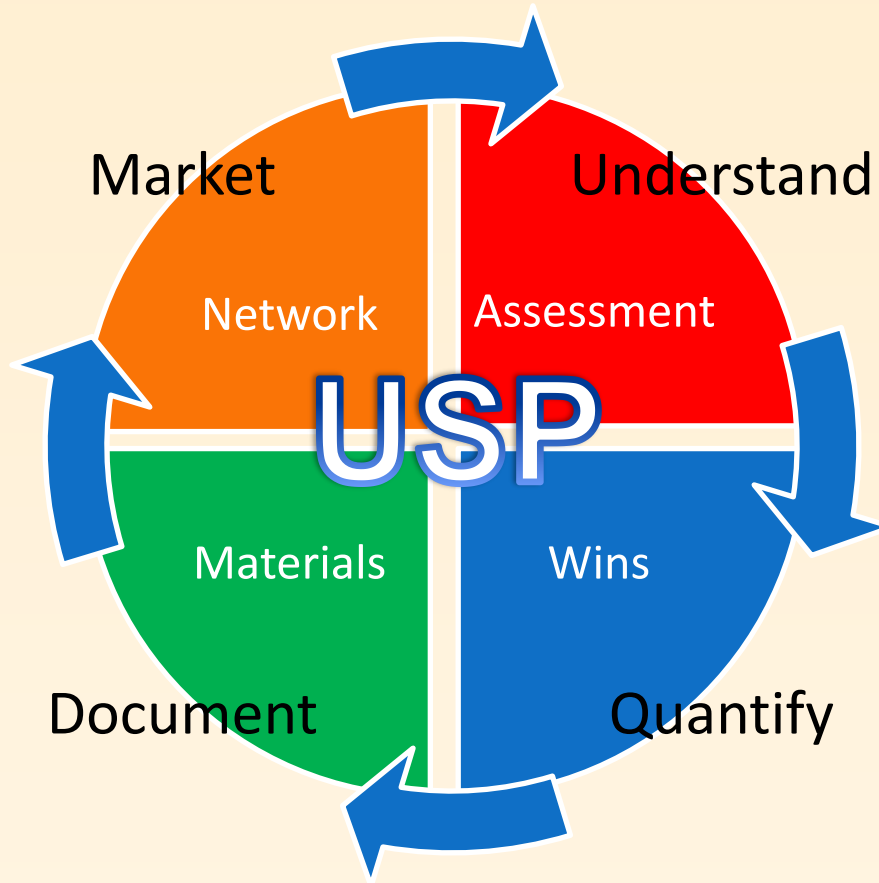 Market
Understand
Network
Assessment
USP
Materials
Wins
Document
Quantify